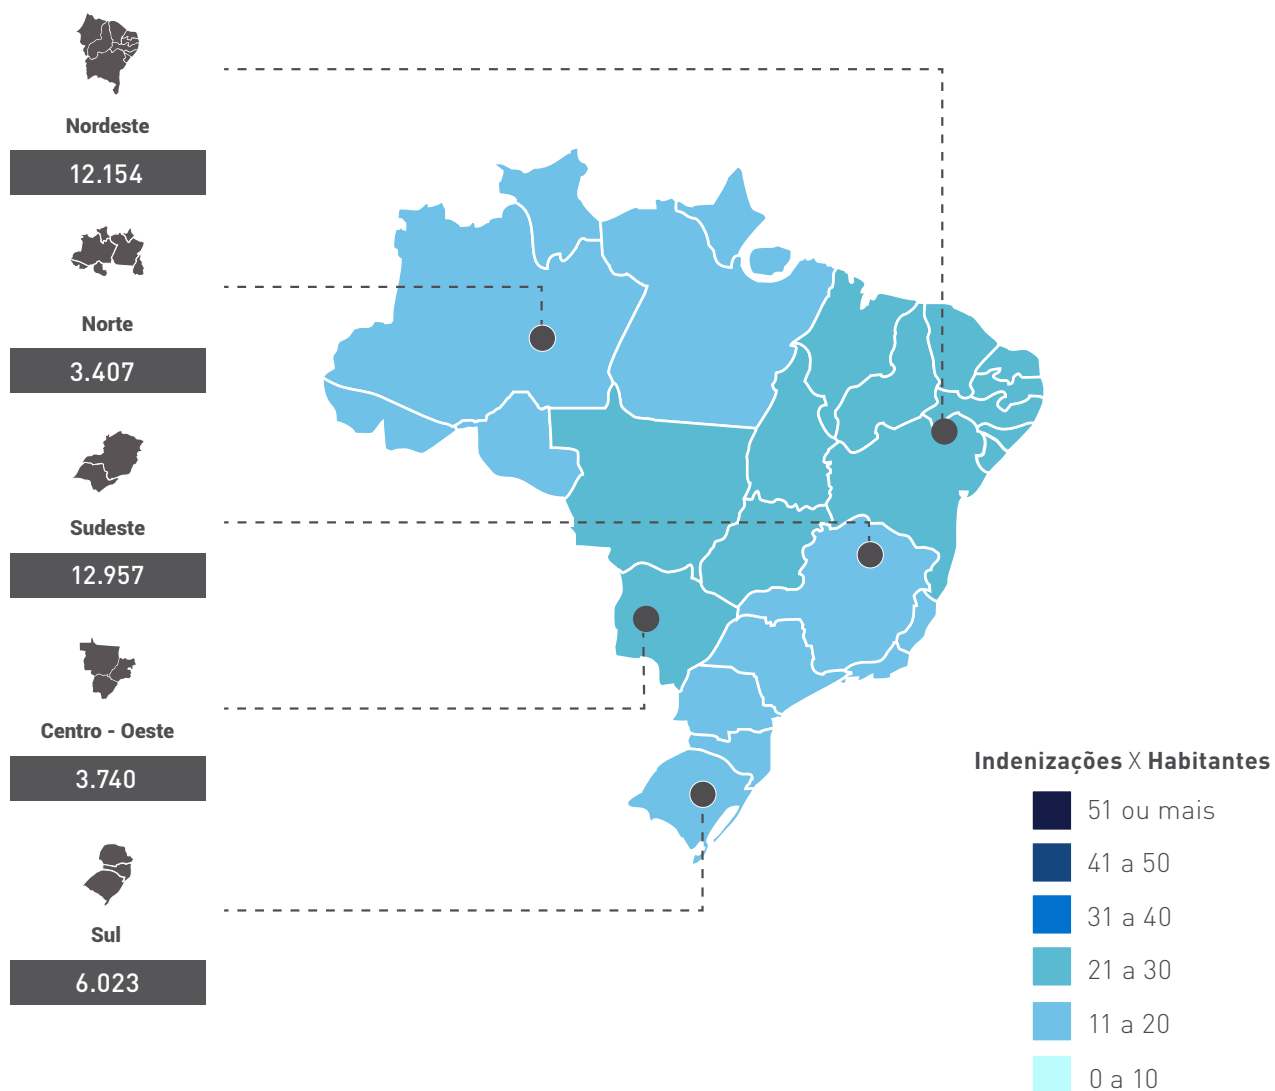 Nordeste
12.154
Norte
3.407
Sudeste
12.957
Centro - Oeste
3.740
Sul
6.023
Indenizações X Habitantes
51 ou mais
41 a 50
31 a 40
21 a 30
11 a 20
0 a 10